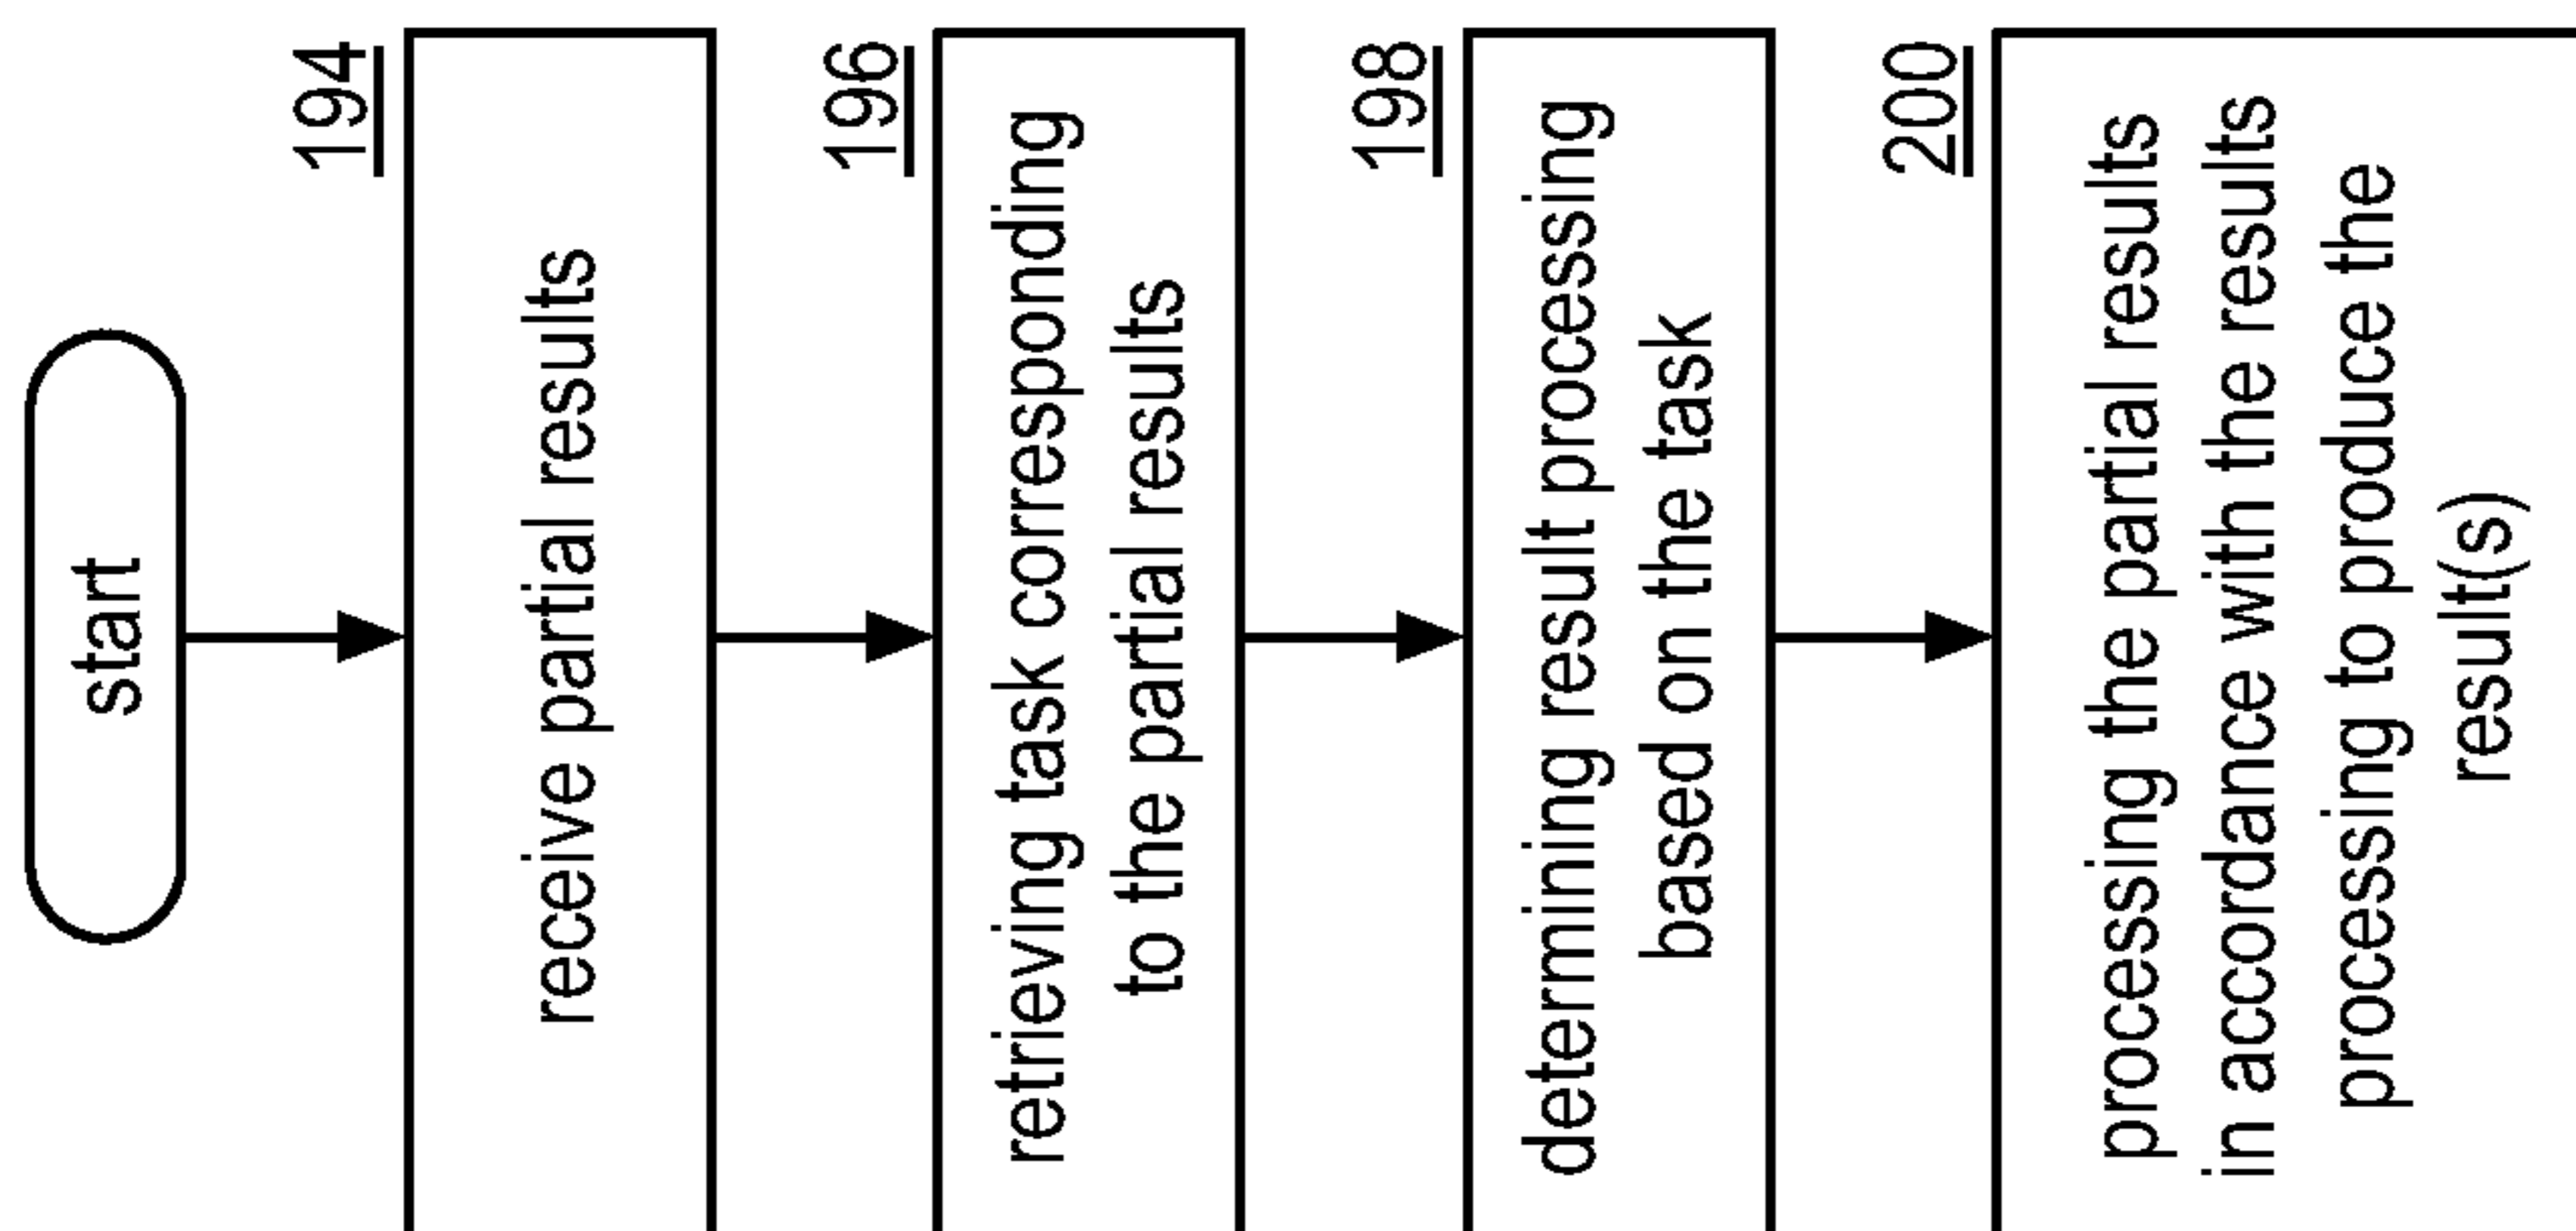 start
194
receive partial results
196
retrieving task corresponding
to the partial results
198
determining result processing
based on the task
200
processing the partial results
in accordance with the results
processing to produce the
result(s)